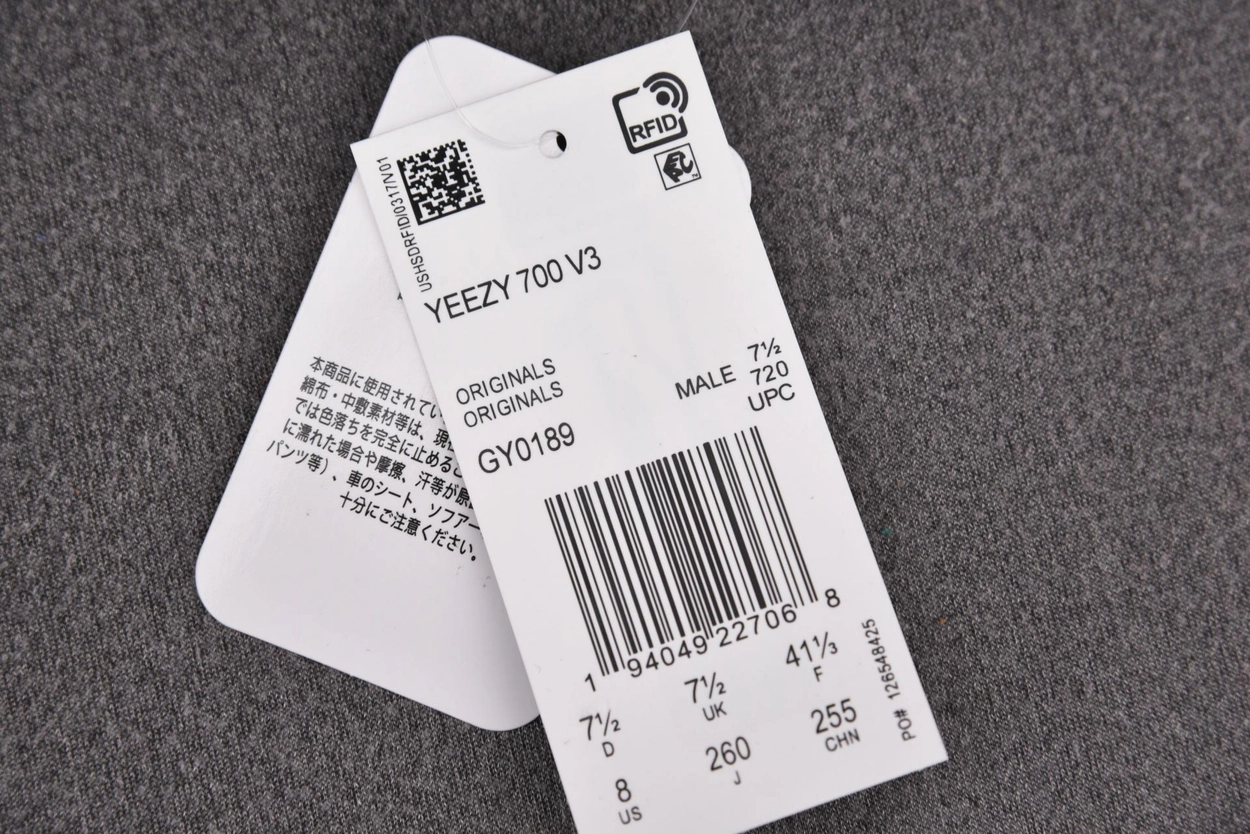 RFID
USHSDRFID/0317/V01
YEEZY 700 V3
ORIGINALS
ORIGINALS
MALE
7½
720
UPC
GY0189
1 94049 22706 8
7½
D
7½
UK
41⅓
F
8
US
260
J
255
CHN
PO# 126548425
本商品に使用されてい
綿布・中敷素材等は、現
では色落ちを完全に止める
に濡れた場合や摩擦、汗等が原
パンツ等)、車のシート、ソファー
十分にご注意ください。